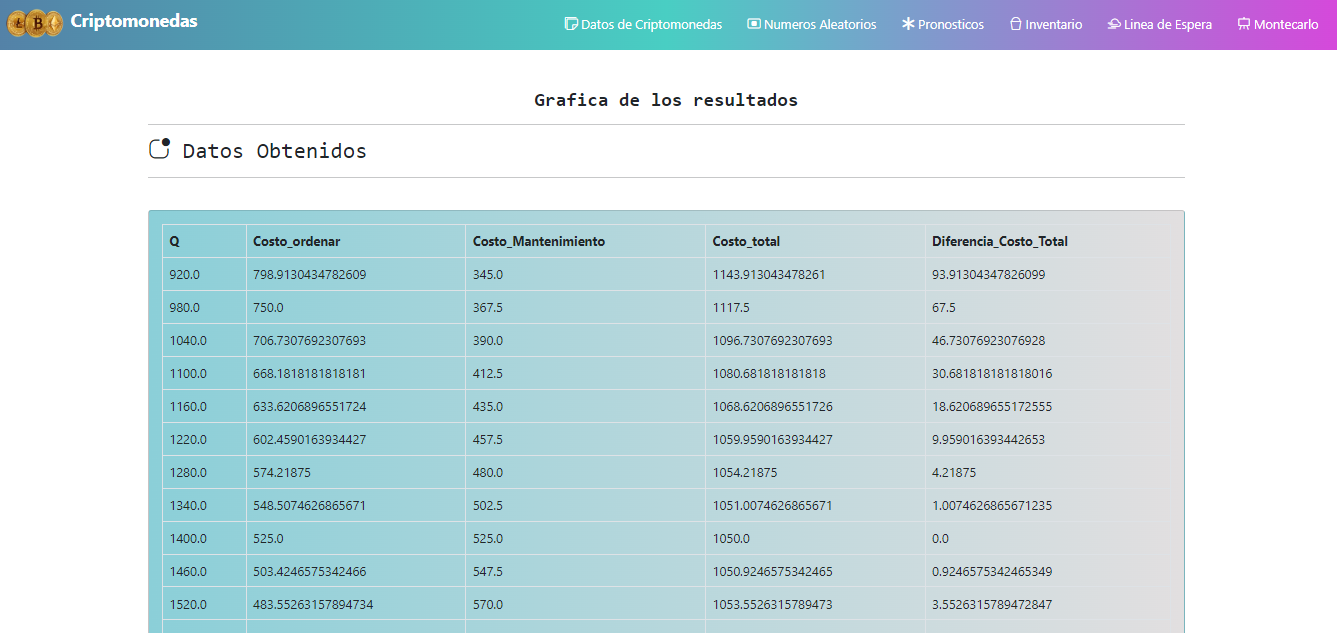 Criptomonedas Datos de Criptomonedas Numeros Aleatorios Pronosticos Inventario Linea de Espera Montecarlo
Grafica de los resultados
Datos Obtenidos
Q Costo_ordenar Costo_Mantenimiento Costo_total Diferencia_Costo_Total
920.0 798.9130434782609 345.0 1143.913043478261 93.91304347826099
980.0 750.0 367.5 1117.5 67.5
1040.0 706.7307692307693 390.0 1096.7307692307693 46.73076923076928
1100.0 668.1818181818181 412.5 1080.681818181818 30.681818181818016
1160.0 633.6206896551724 435.0 1068.6206896551726 18.620689655172555
1220.0 602.4590163934427 457.5 1059.9590163934427 9.959016393442653
1280.0 574.21875 480.0 1054.21875 4.21875
1340.0 548.5074626865671 502.5 1051.0074626865671 1.0074626865671235
1400.0 525.0 525.0 1050.0 0.0
1460.0 503.4246575342466 547.5 1050.9246575342465 0.9246575342465349
1520.0 483.55263157894734 570.0 1053.5526315789473 3.5526315789472847